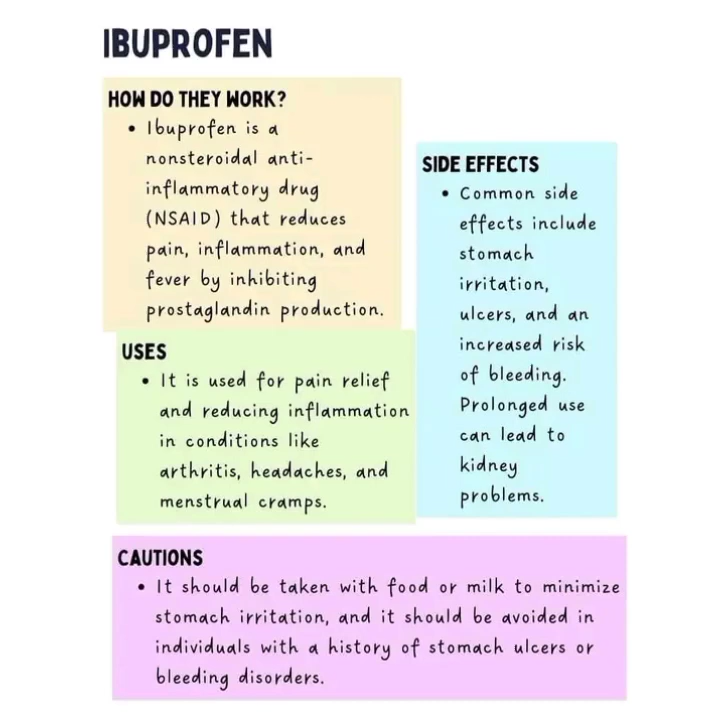 IBUPROFEN
HOW DO THEY WORK?
• Ibuprofen is a
nonsteroidal anti-
inflammatory drug
(NSAID) that reduces
pain, inflammation, and
fever by inhibiting
prostaglandin production.
USES
• It is used for pain relief
and reducing inflammation
in conditions like
arthritis, headaches, and
menstrual cramps.
SIDE EFFECTS
• Common side
effects include
stomach
irritation,
ulcers, and an
increased risk
of bleeding.
Prolonged use
can lead to
kidney
problems.
CAUTIONS
• It should be taken with food or milk to minimize
stomach irritation, and it should be avoided in
individuals with a history of stomach ulcers or
bleeding disorders.